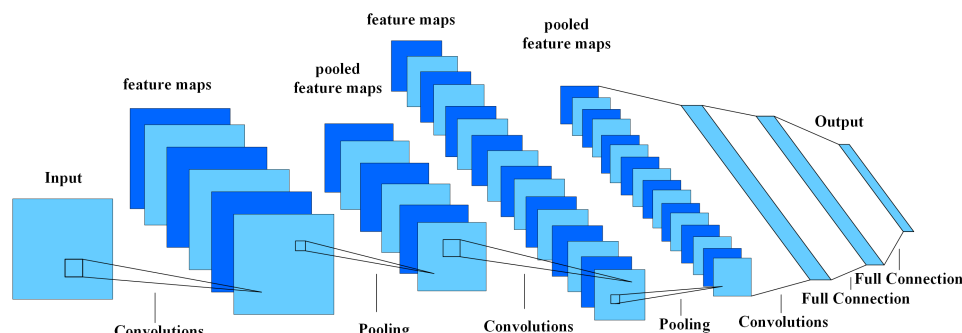 feature maps
pooled
feature maps
feature maps
pooled
feature maps
Output
Input
Full Connection
Full Connection
Convolutions
Pooling
Convolutions
Pooling
Convolutions